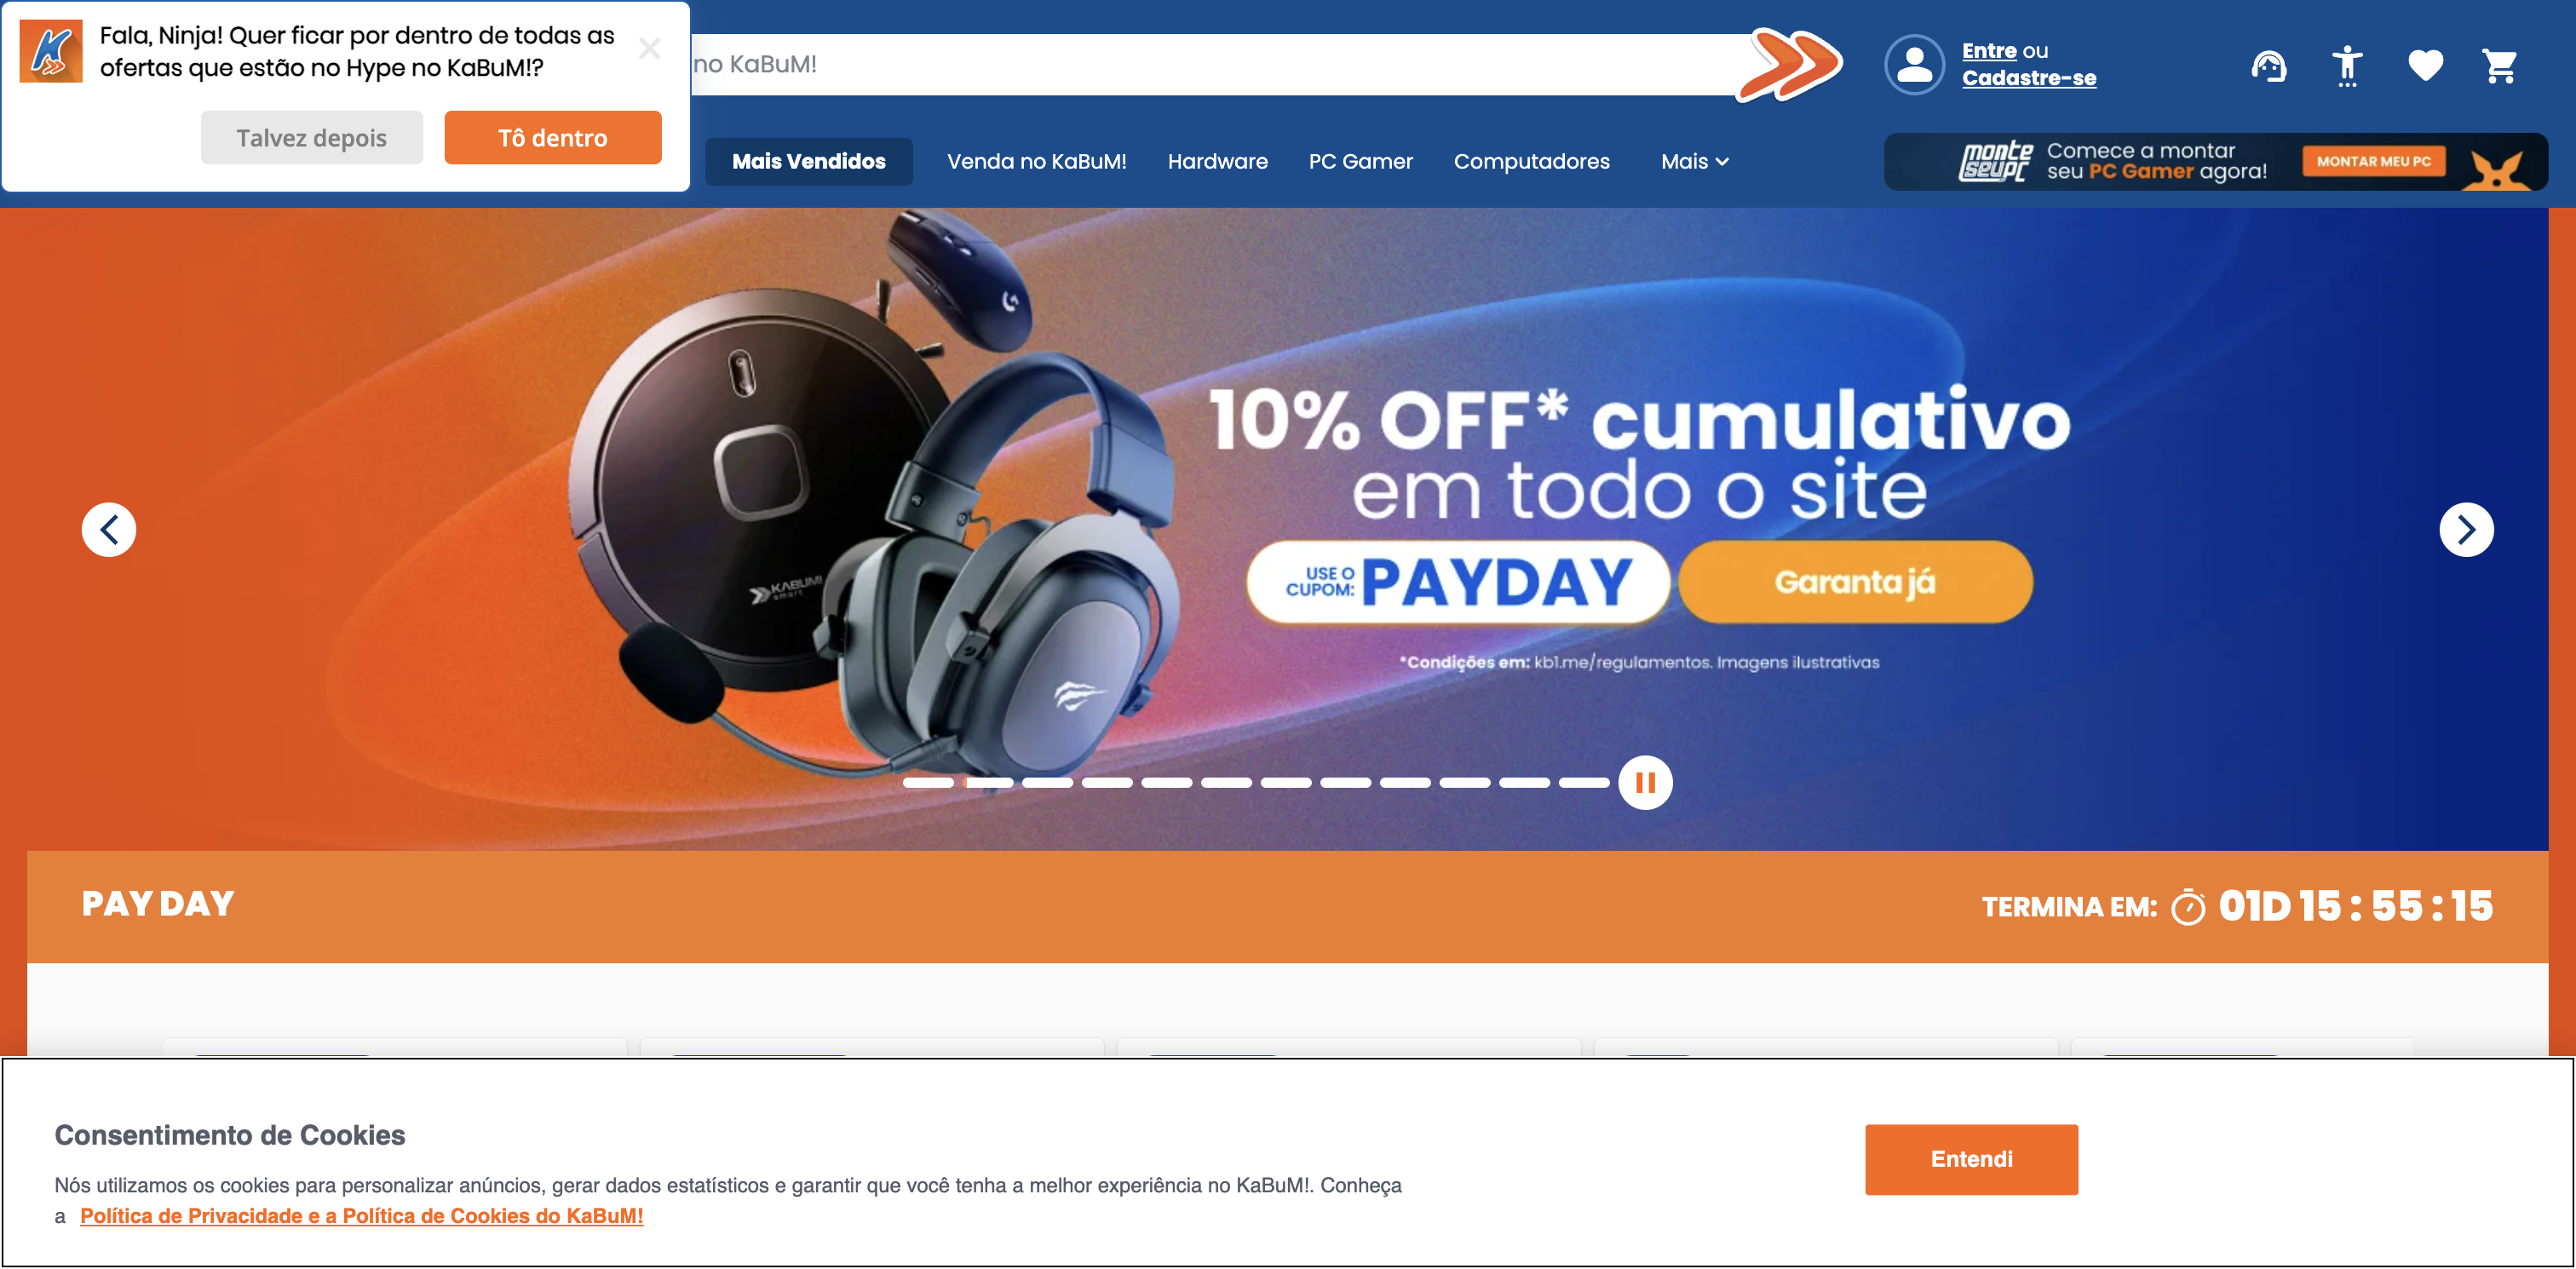 Fala, Ninja! Quer ficar por dentro de todas as
ofertas que estão no Hype no KaBuM!?
Talvez depois
Tô dentro
no KaBuM!
Entre ou
Cadastre-se
Mais Vendidos
Venda no KaBuM!
Hardware
PC Gamer
Computadores
Mais
monte
seu PC
Comece a montar
seu PC Gamer agora!
MONTAR MEU PC
10% OFF* cumulativo
em todo o site
USE O
CUPOM: PAYDAY
Garanta já
*Condições em: kb1.me/regulamentos. Imagens ilustrativas
KABUM!
smart
PAY DAY
TERMINA EM: 01D 15 : 55 : 15
Consentimento de Cookies
Nós utilizamos os cookies para personalizar anúncios, gerar dados estatísticos e garantir que você tenha a melhor experiência no KaBuM!. Conheça
a Política de Privacidade e a Política de Cookies do KaBuM!
Entendi